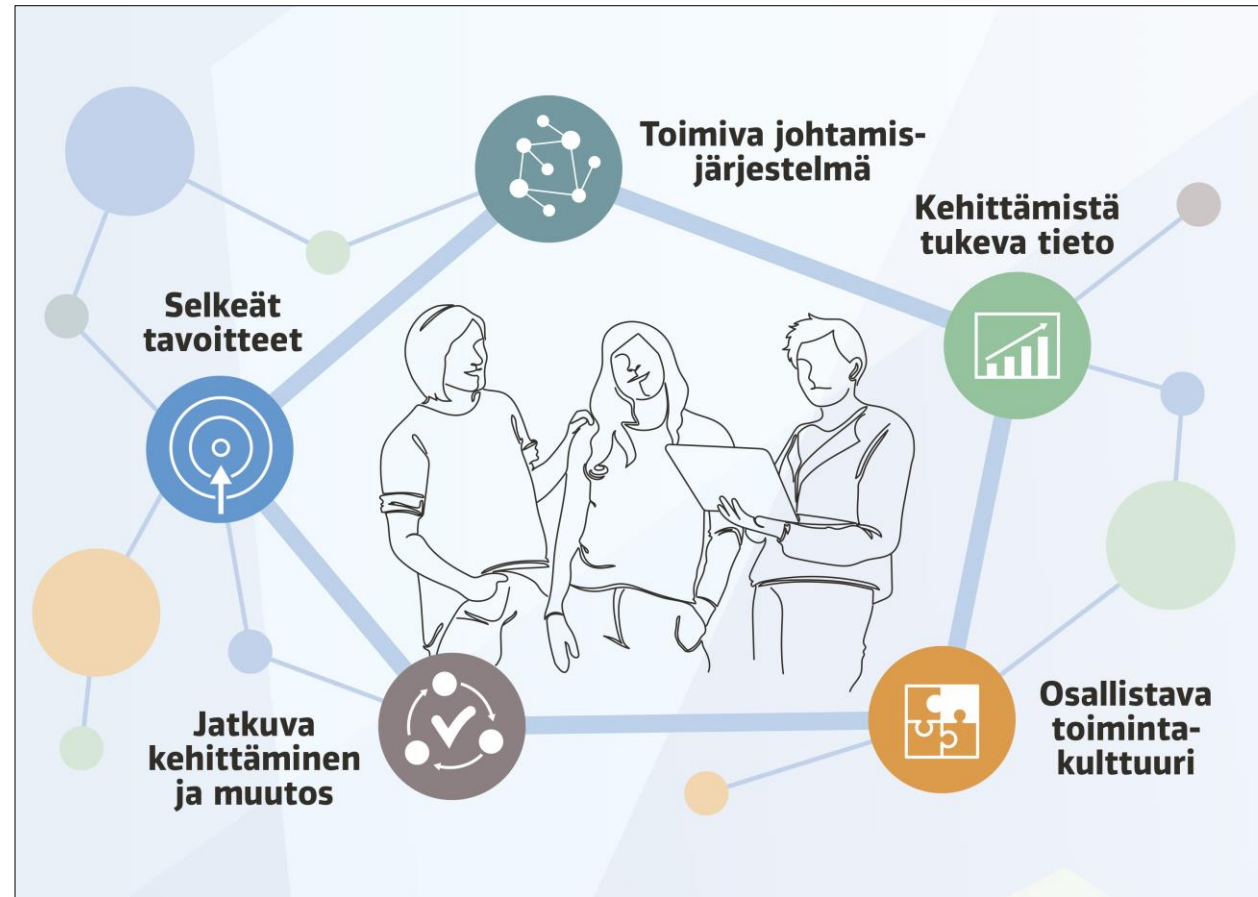 Toimiva johtamis-
järjestelmä
Kehittämistä
tukeva tieto
Selkeät
tavoitteet
Jatkuva
kehittäminen
ja muutos
Osallistava
toiminta-
kulttuuri